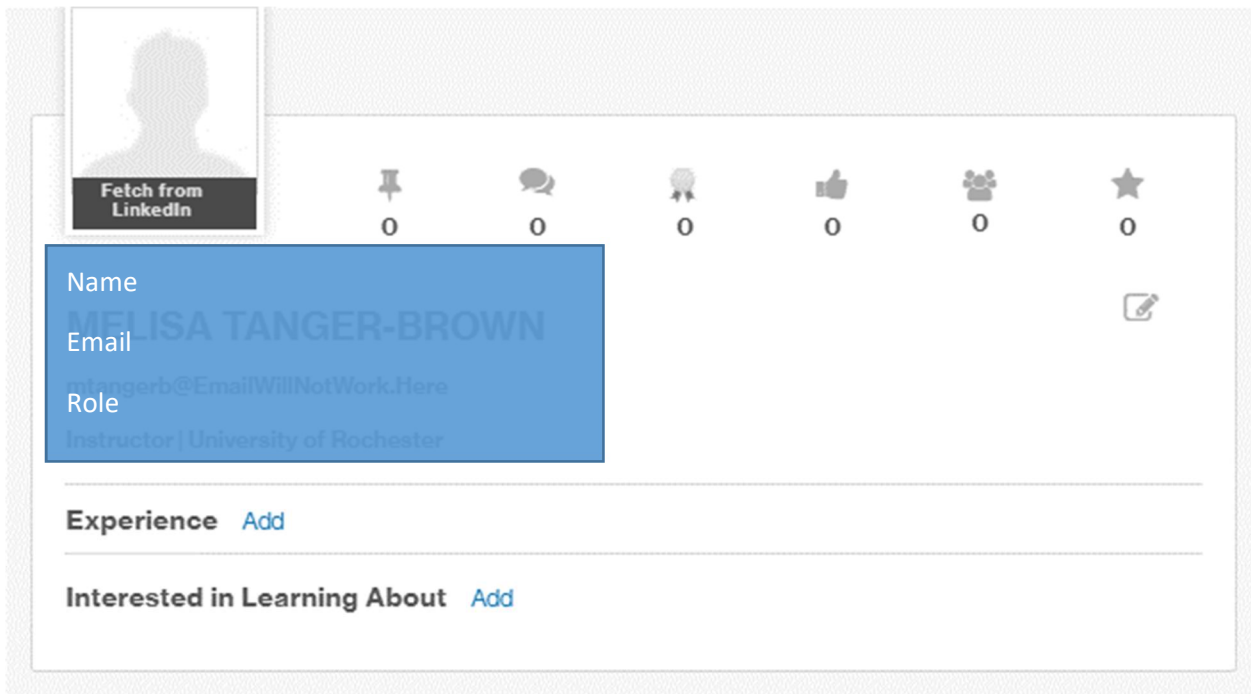 Fetch from
LinkedIn
0 0 0 0 0 0
Name
MELISA TANGER-BROWN
Email
mtangerb@EmailWillNotWork.Here
Role
Instructor | University of Rochester
Experience Add
Interested in Learning About Add